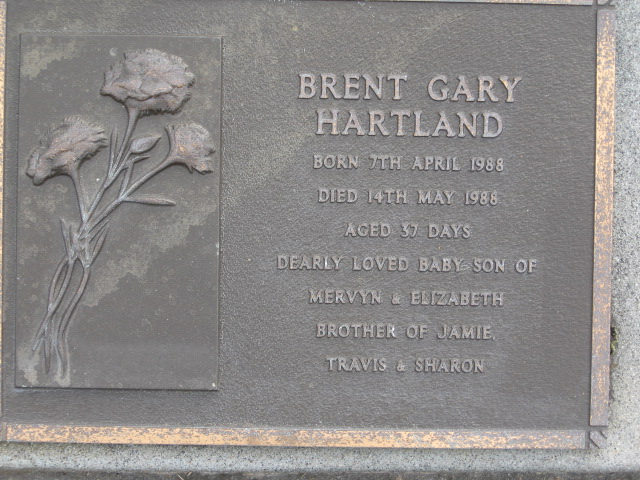 BRENT GARY
HARTLAND
BORN 7TH APRIL 1988
DIED 14TH MAY 1988
AGED 37 DAYS
DEARLY LOVED BABY SON OF
MERVYN & ELIZABETH
BROTHER OF JAMIE,
TRAVIS & SHARON